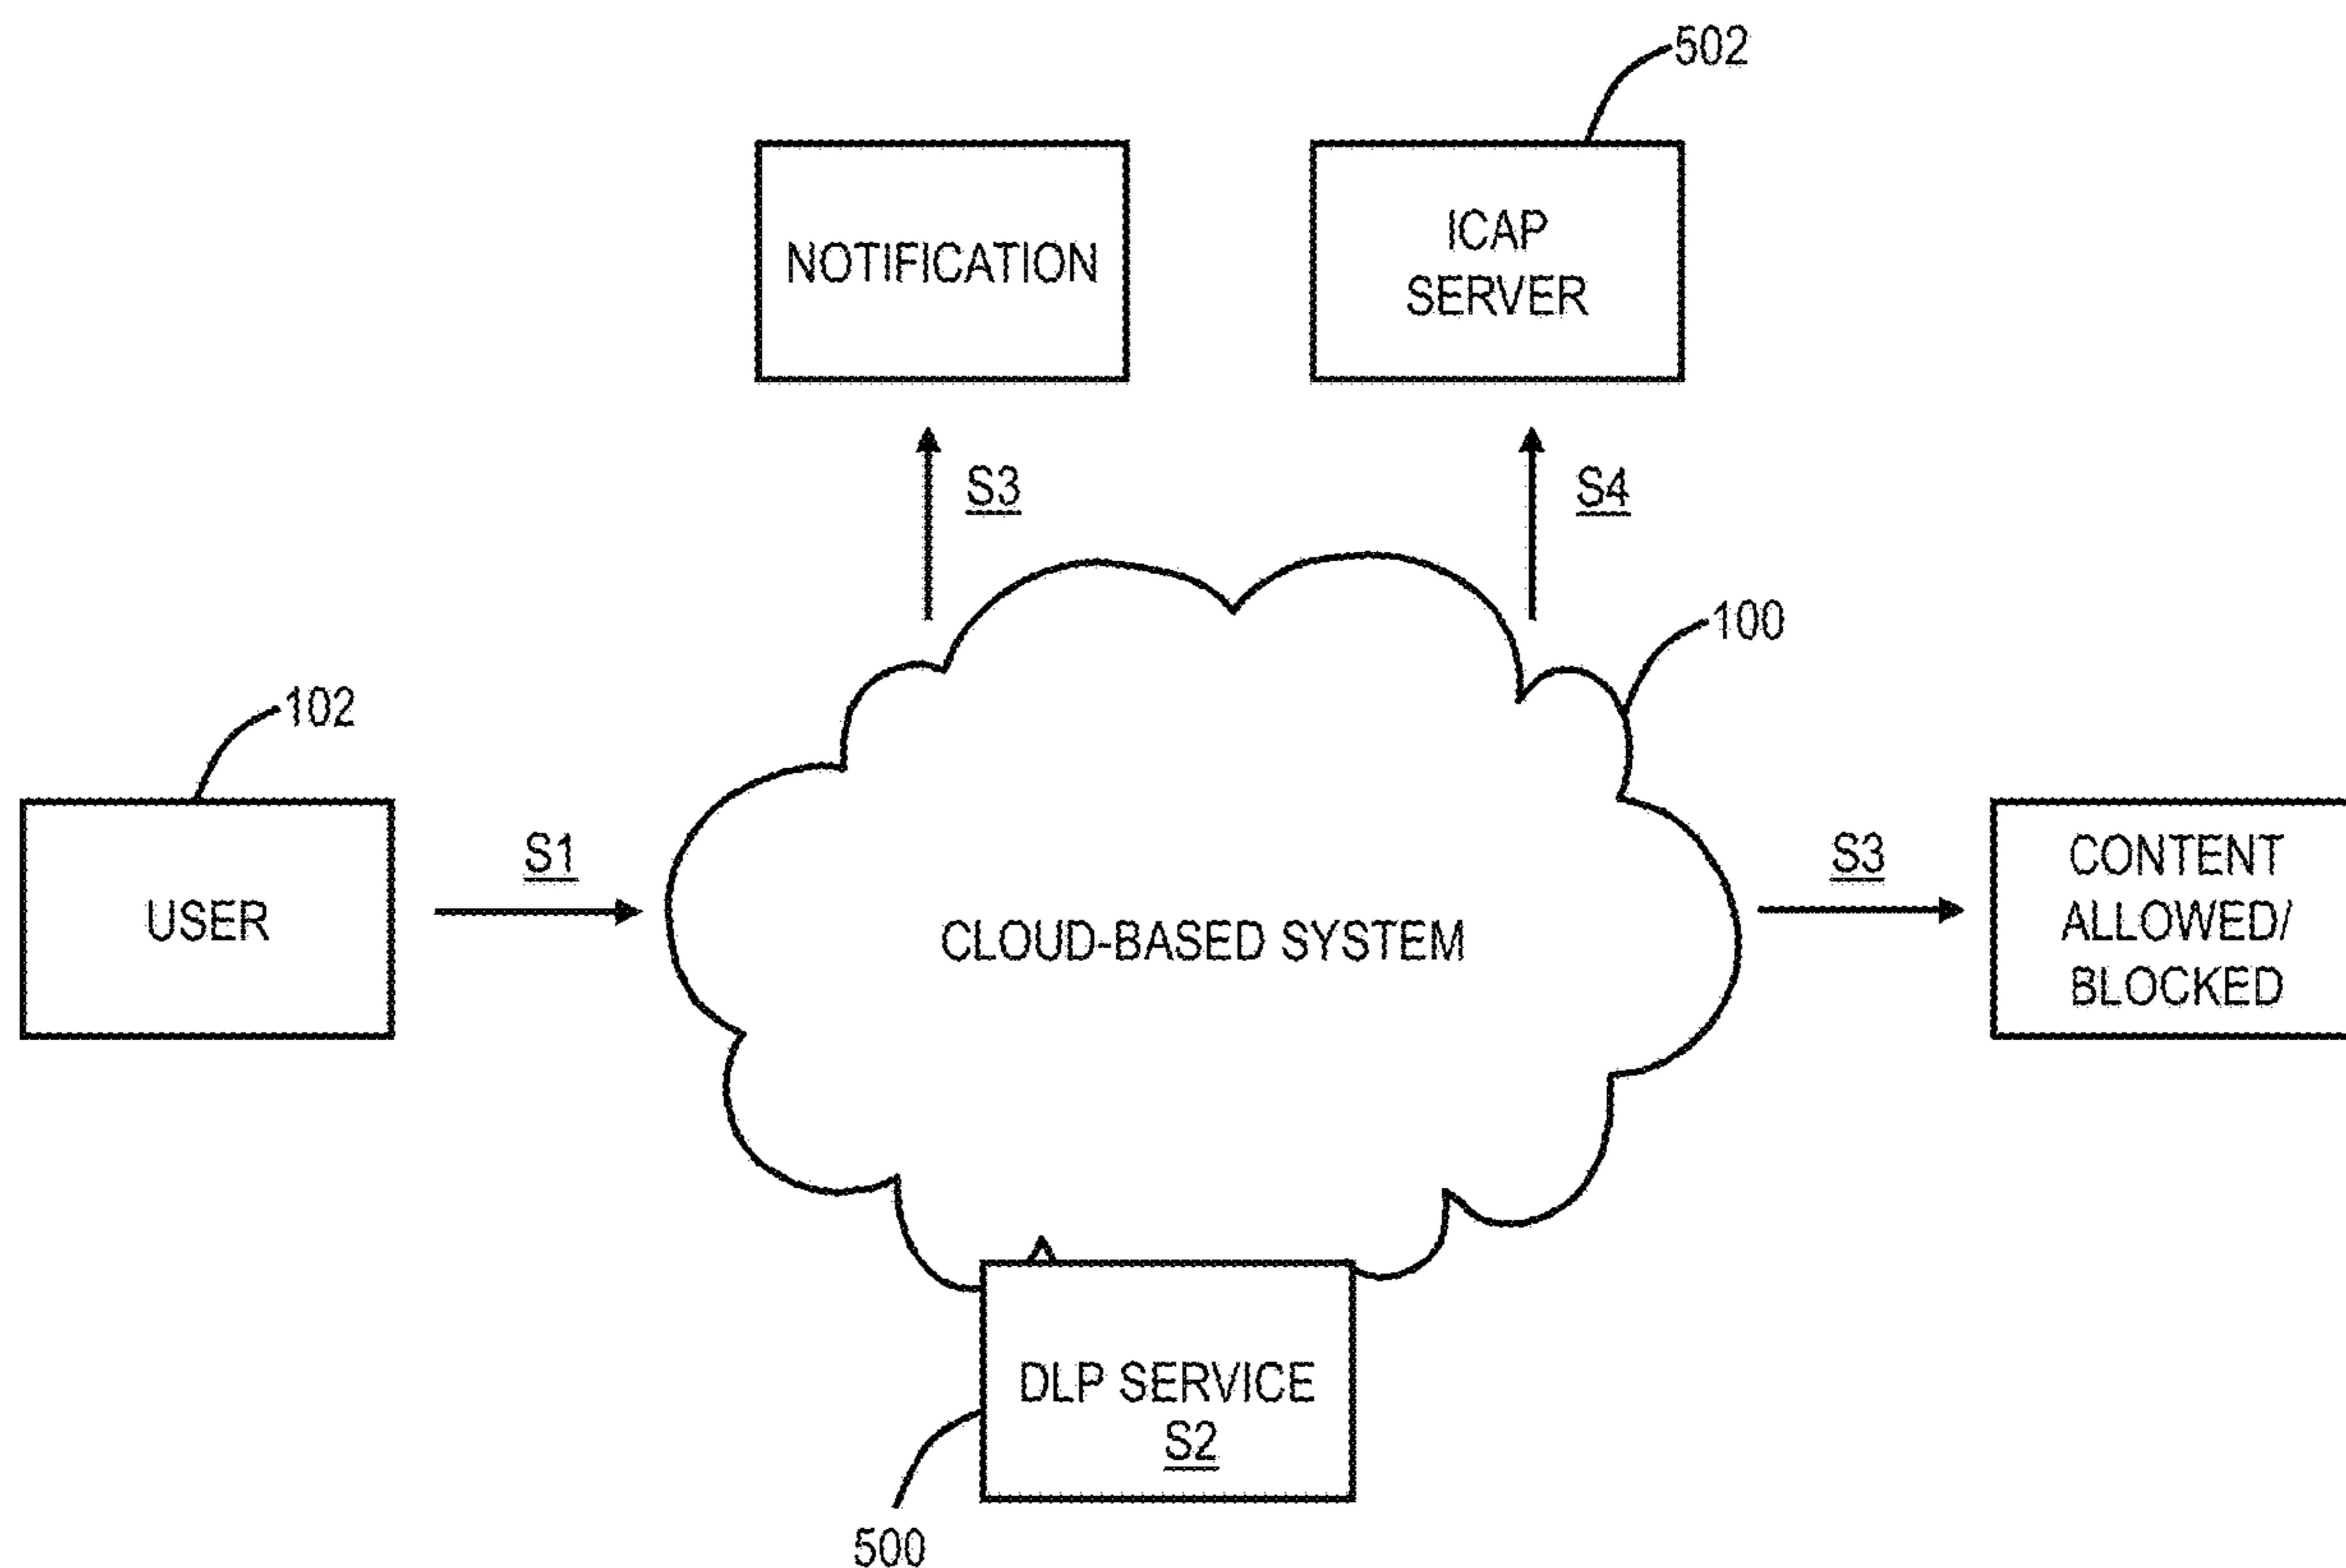 502
NOTIFICATION
ICAP
SERVER
S3
S4
100
102
USER
S1
CLOUD-BASED SYSTEM
S3
CONTENT
ALLOWED/
BLOCKED
DLP SERVICE
S2
500